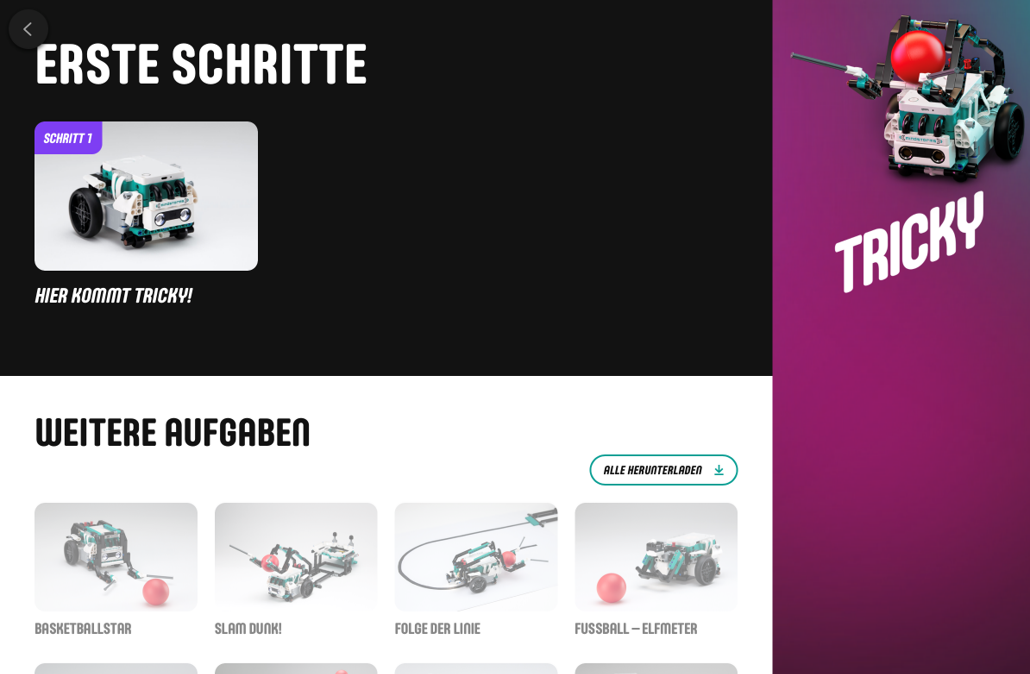 ERSTE SCHRITTE
SCHRITT 1
HIER KOMMT TRICKY!
TRICKY
WEITERE AUFGABEN
ALLE HERUNTERLADEN
BASKETBALLSTAR
SLAM DUNK!
FOLGE DER LINIE
FUSSBALL – ELFMETER